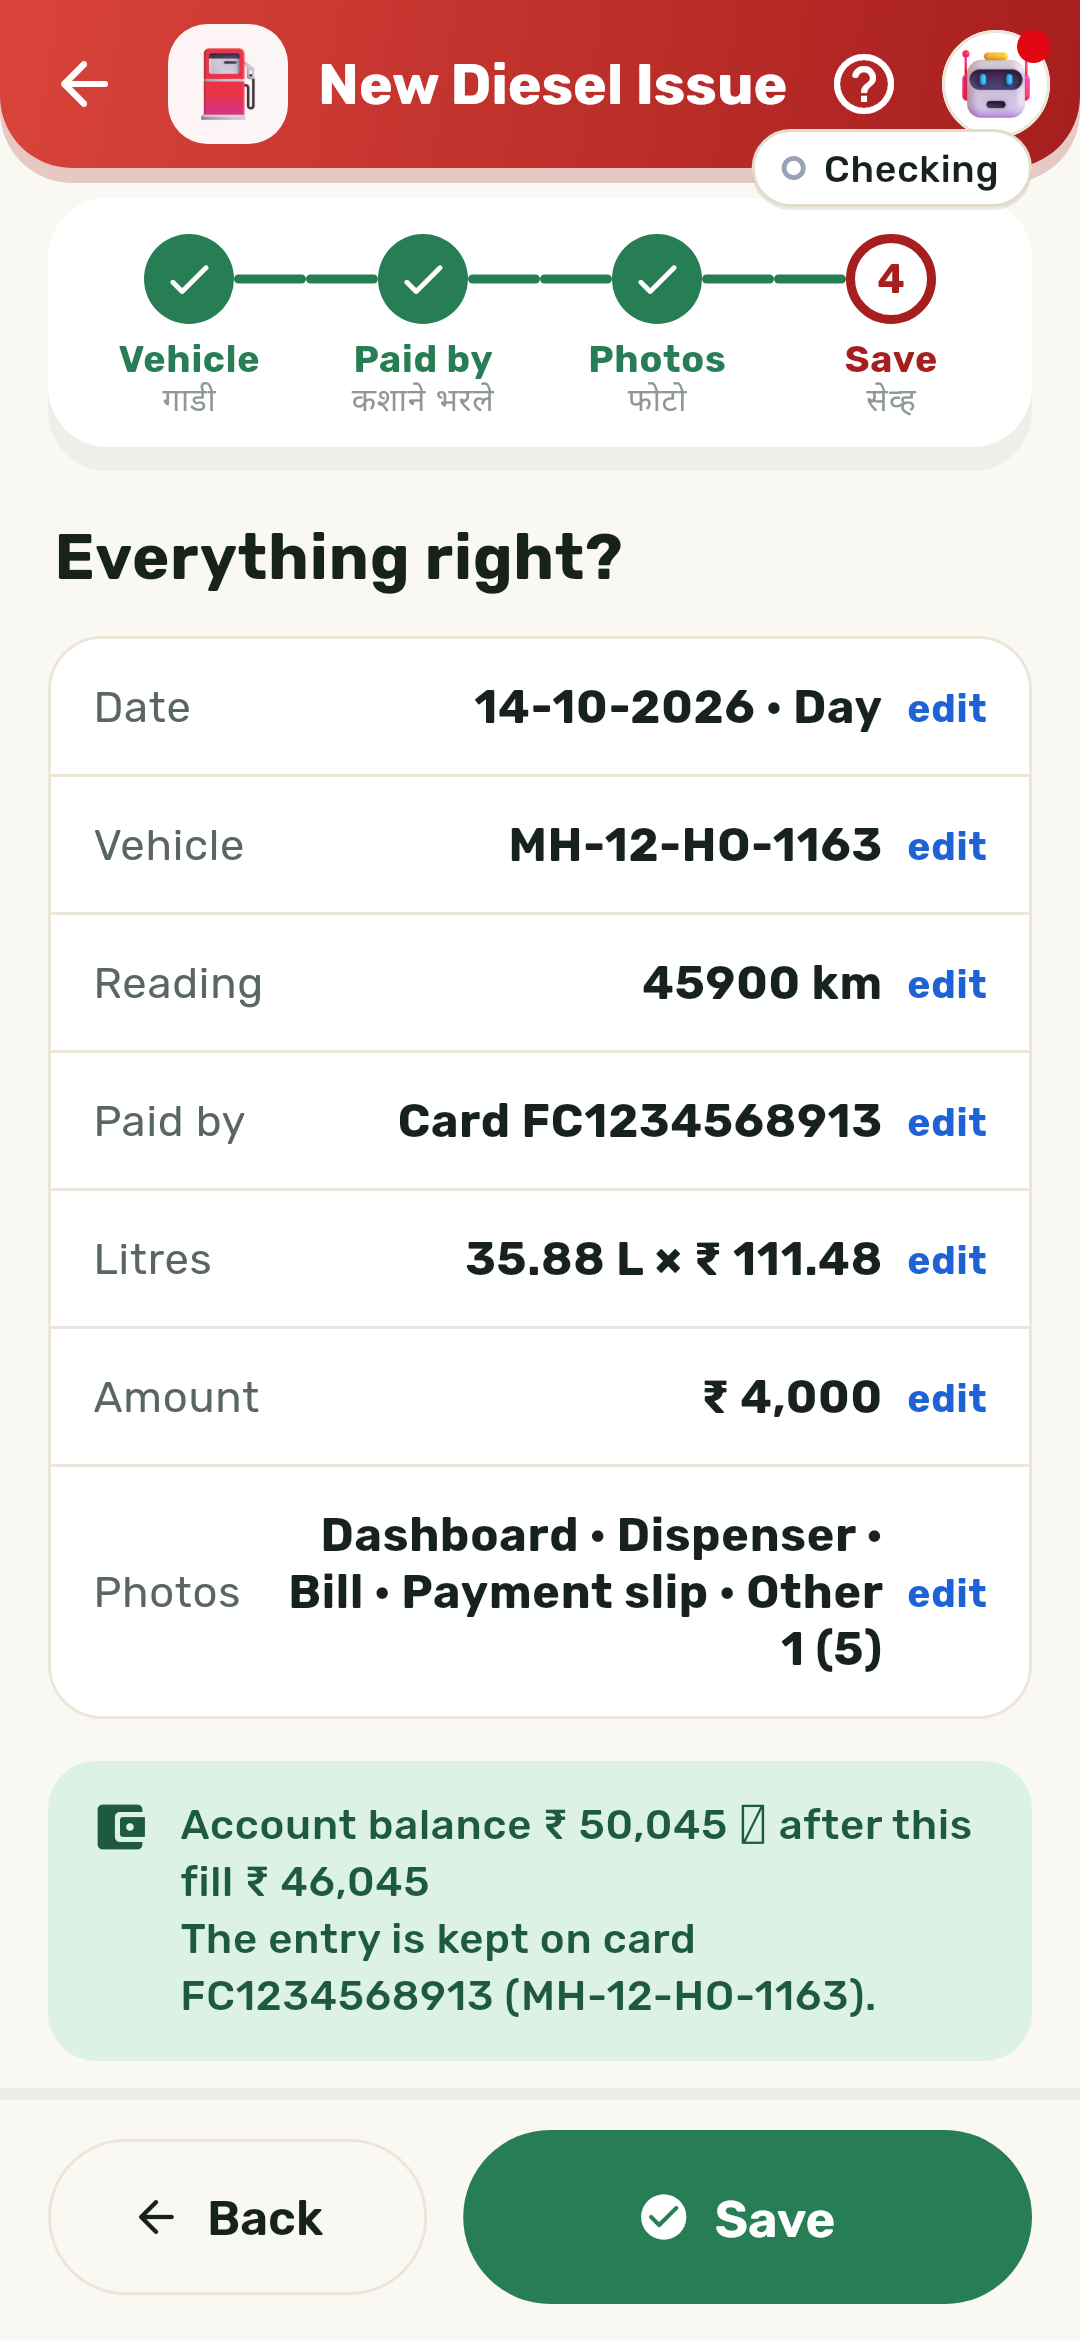 New Diesel Issue
Checking
4
Vehicle
Paid by
Photos
Save
गाडी
कशाने भरले
फोटो
सेव्ह
Everything right?
Date 14-10-2026 • Day edit
Vehicle MH-12-HO-1163 edit
Reading 45900 km edit
Paid by Card FC1234568913 edit
Litres 35.88 L × ₹ 111.48 edit
Amount ₹ 4,000 edit
Dashboard • Dispenser •
Photos Bill • Payment slip • Other edit
1 (5)
Account balance ₹ 50,045 after this
fill ₹ 46,045
The entry is kept on card
FC1234568913 (MH-12-HO-1163).
Back
Save